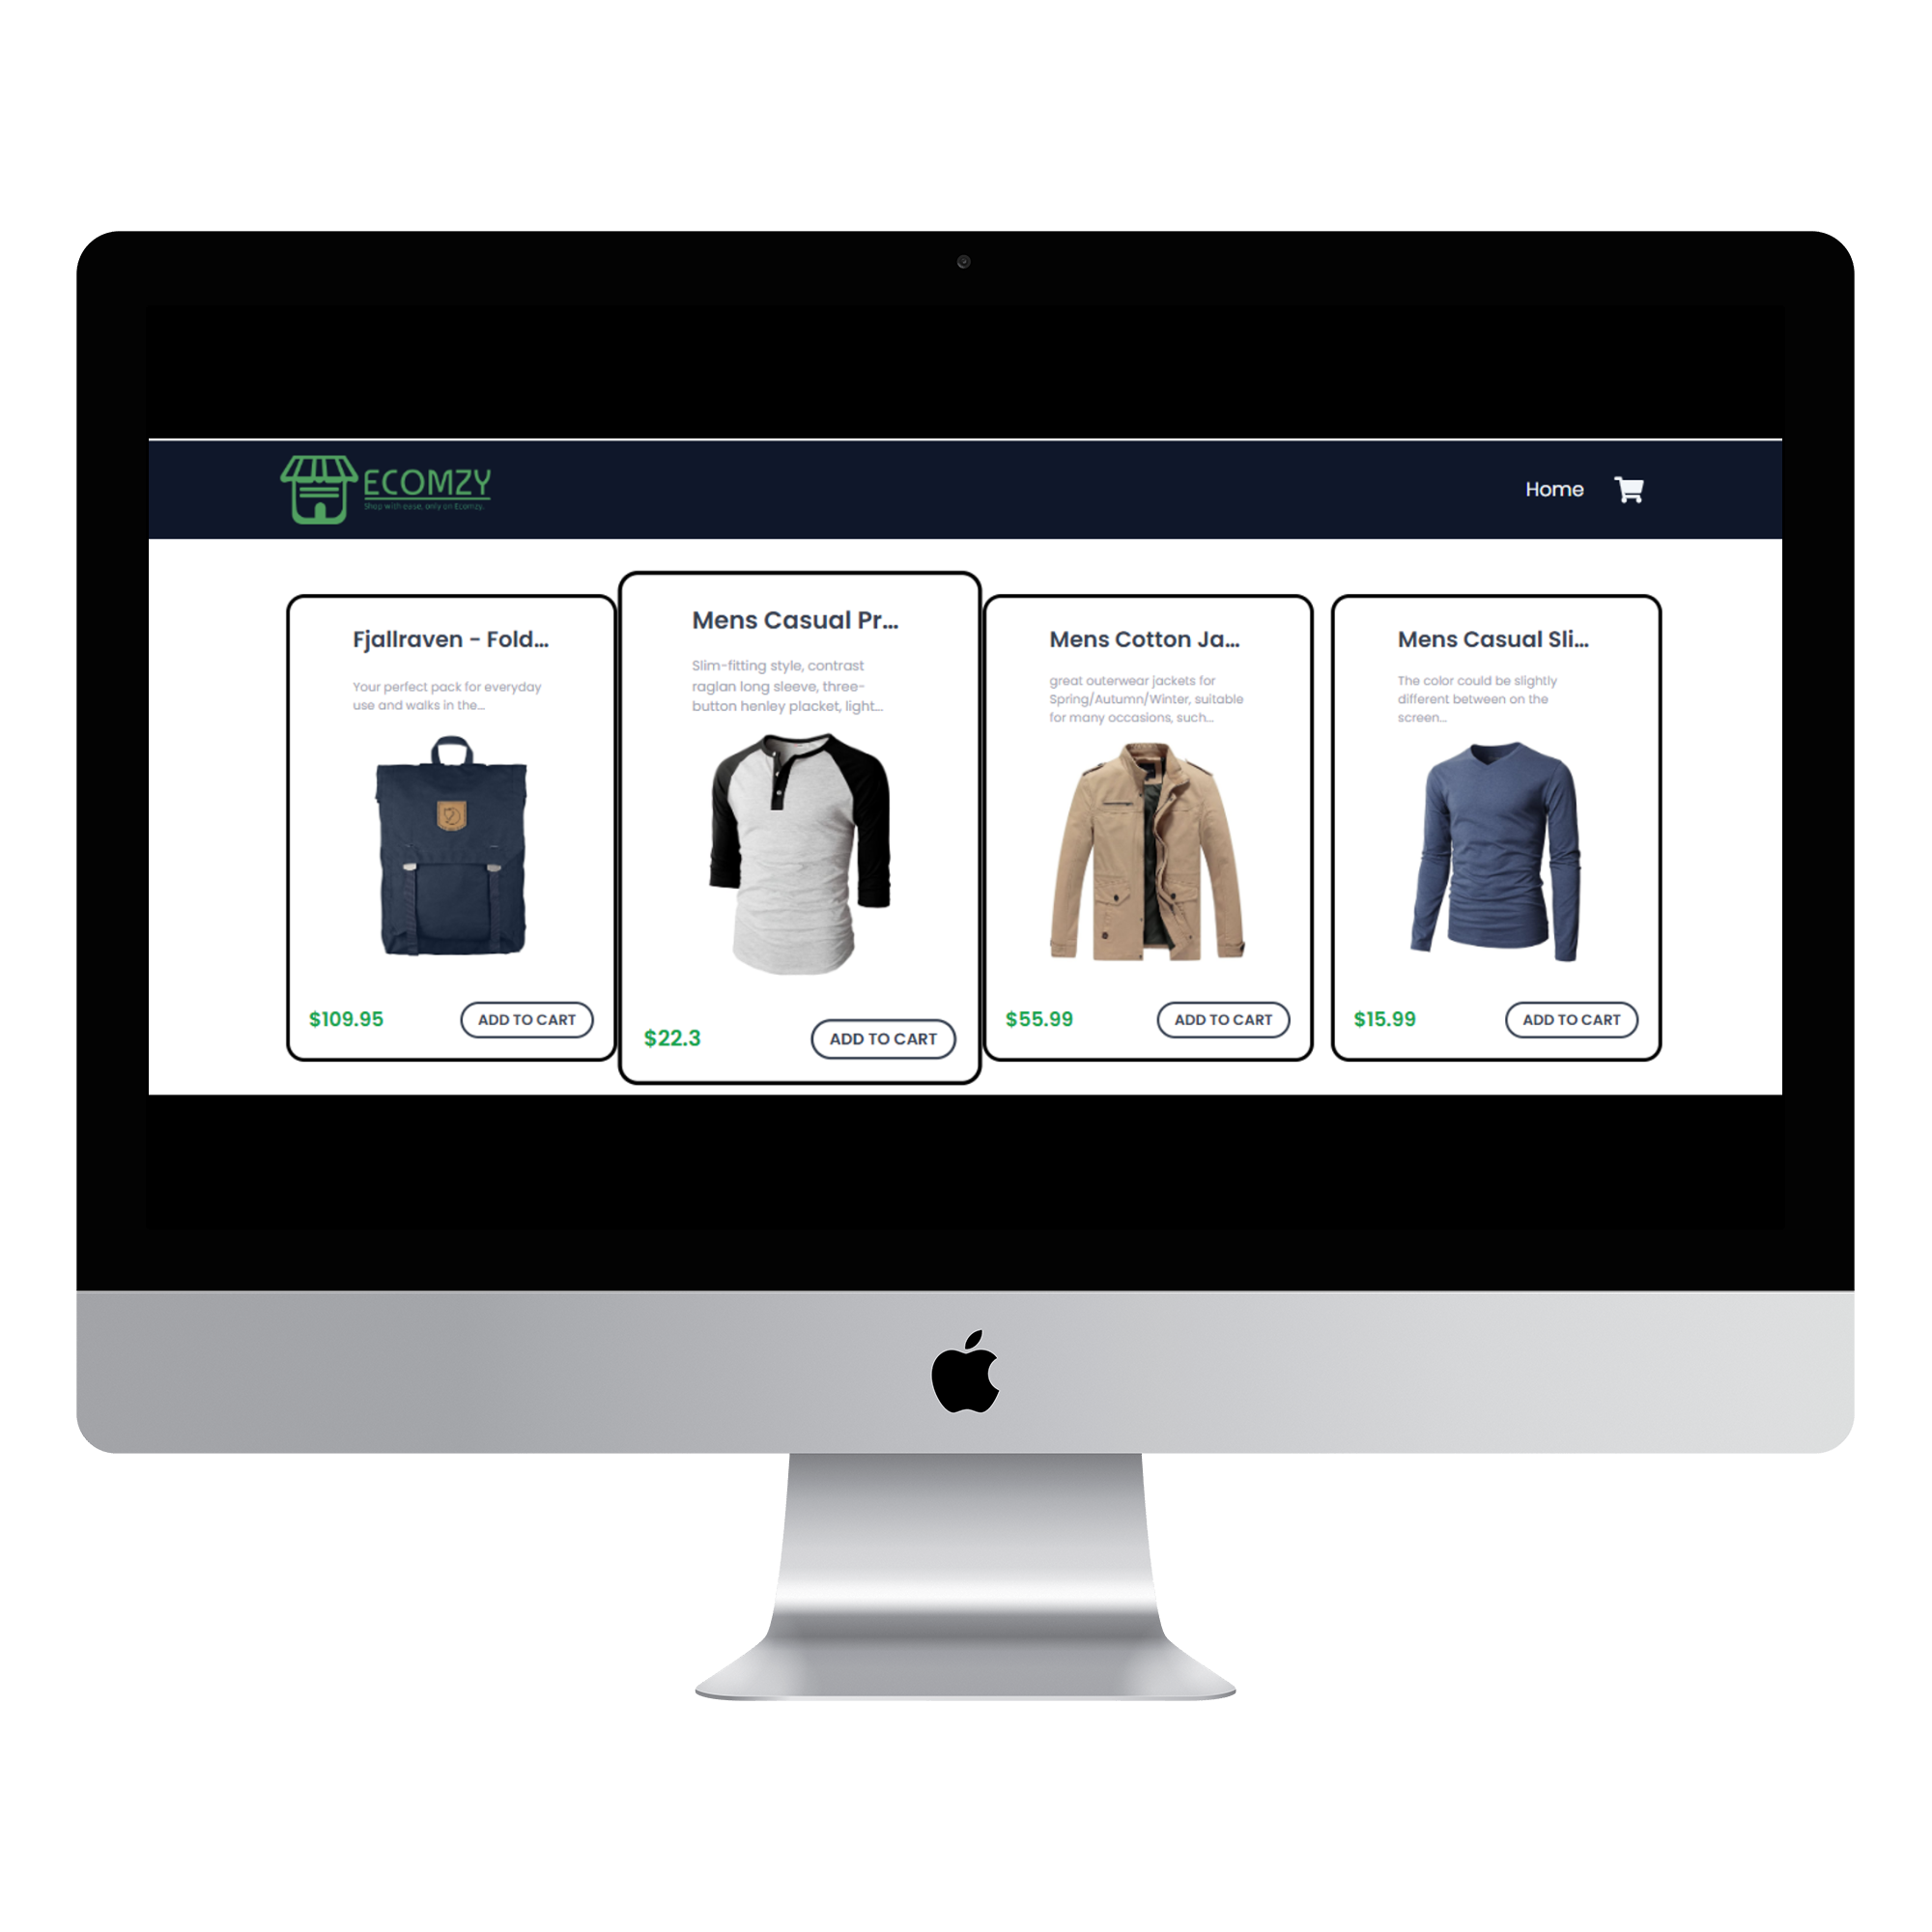 ECOMZY
Shop with ease, only on Ecomzy.
Home
Fjallraven - Fold...
Your perfect pack for everyday
use and walks in the...
$109.95
ADD TO CART
Mens Casual Pr...
Slim-fitting style, contrast
raglan long sleeve, three-
button henley placket, light...
$22.3
ADD TO CART
Mens Cotton Ja...
great outerwear jackets for
Spring/Autumn/Winter, suitable
for many occasions, such...
$55.99
ADD TO CART
Mens Casual Sli...
The color could be slightly
different between on the
screen...
$15.99
ADD TO CART